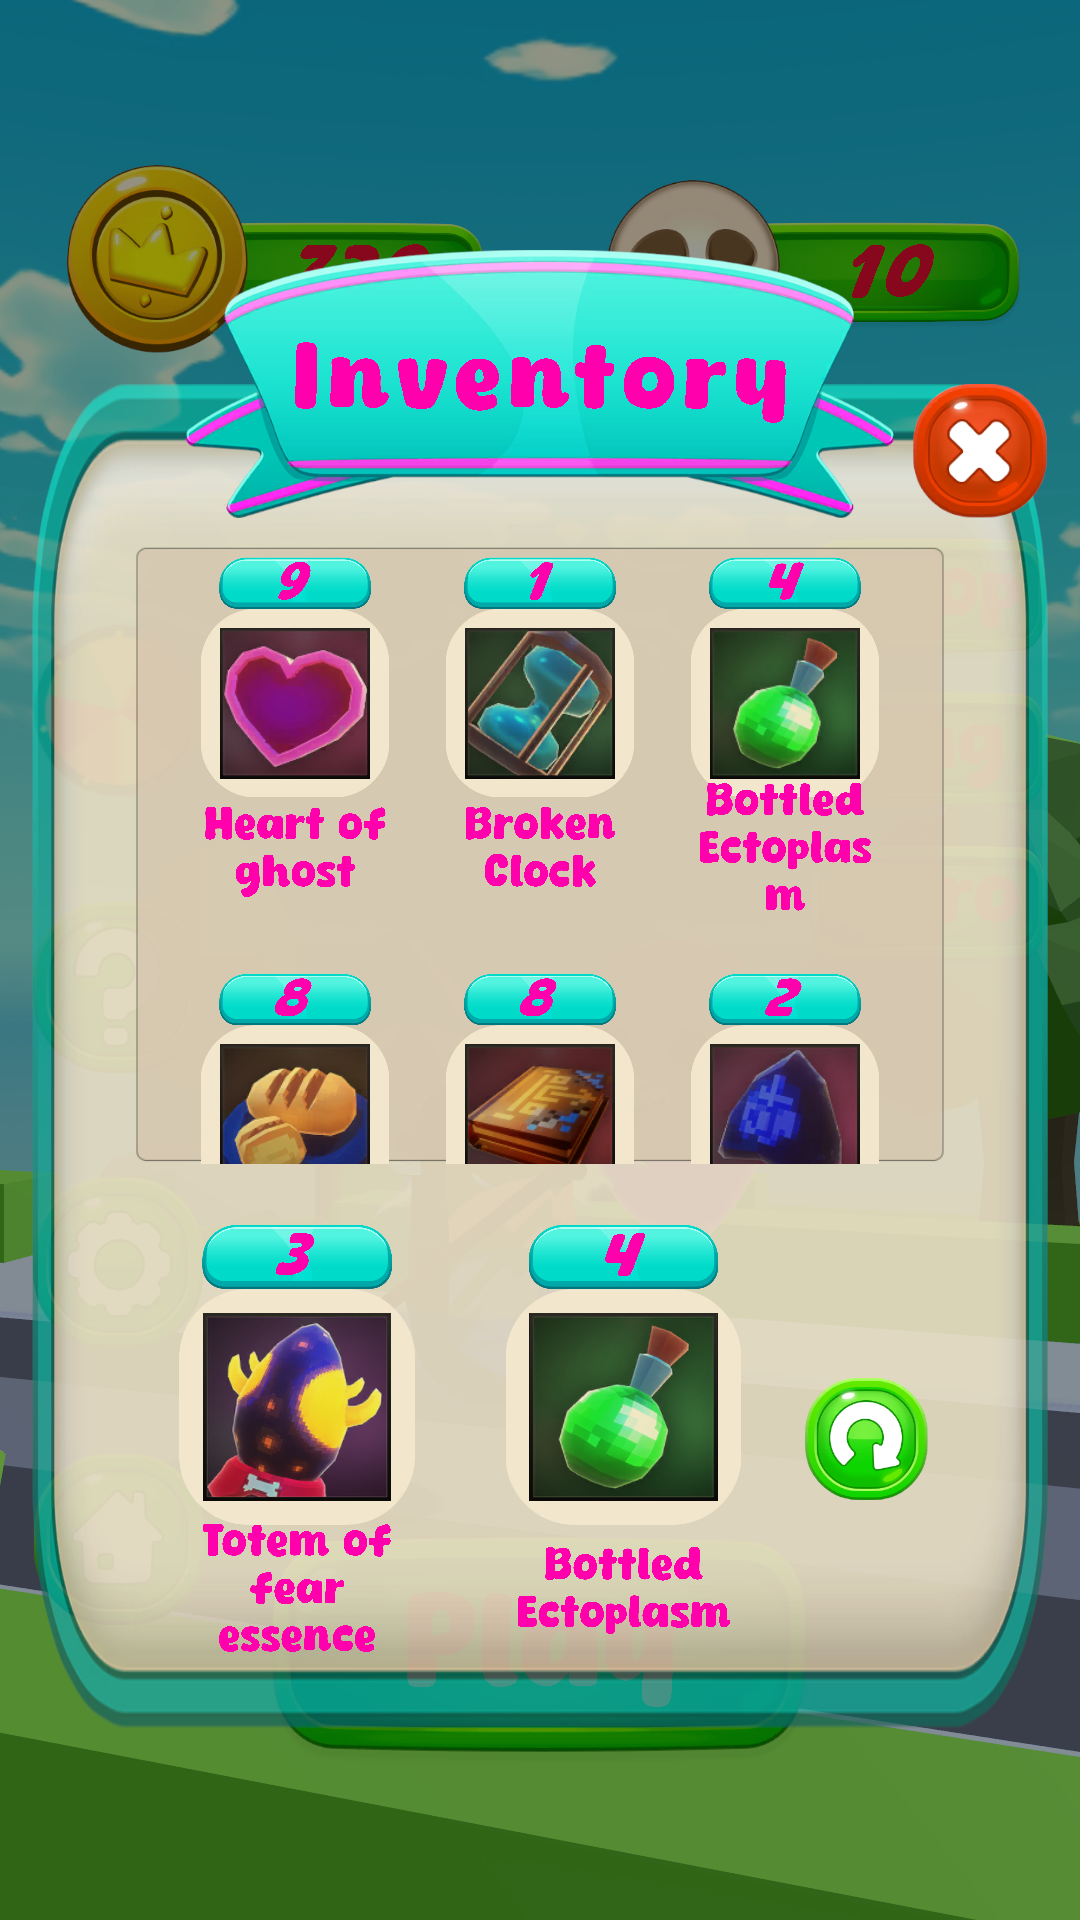 10
Inventory
9
1
4
Heart of
ghost
Broken
Clock
Bottled
Ectoplas
m
8
8
2
3
4
Totem of
fear
essence
Bottled
Ectoplasm
Play